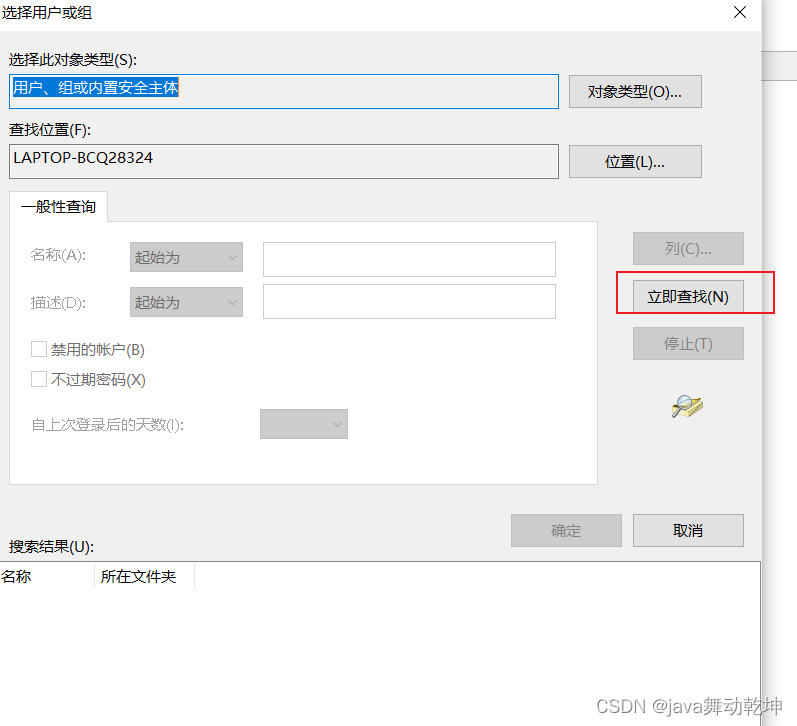 选择用户或组
选择此对象类型(S):
用户、组或内置安全主体
对象类型(O)...
查找位置(F):
LAPTOP-BCQ28324
位置(L)...
一般性查询
名称(A):
起始为
列(C)...
描述(D):
起始为
立即查找(N)
停止(T)
禁用的帐户(B)
不过期密码(X)
自上次登录后的天数(I):
确定
取消
搜索结果(U):
名称
所在文件夹
CSDN @java舞动乾坤